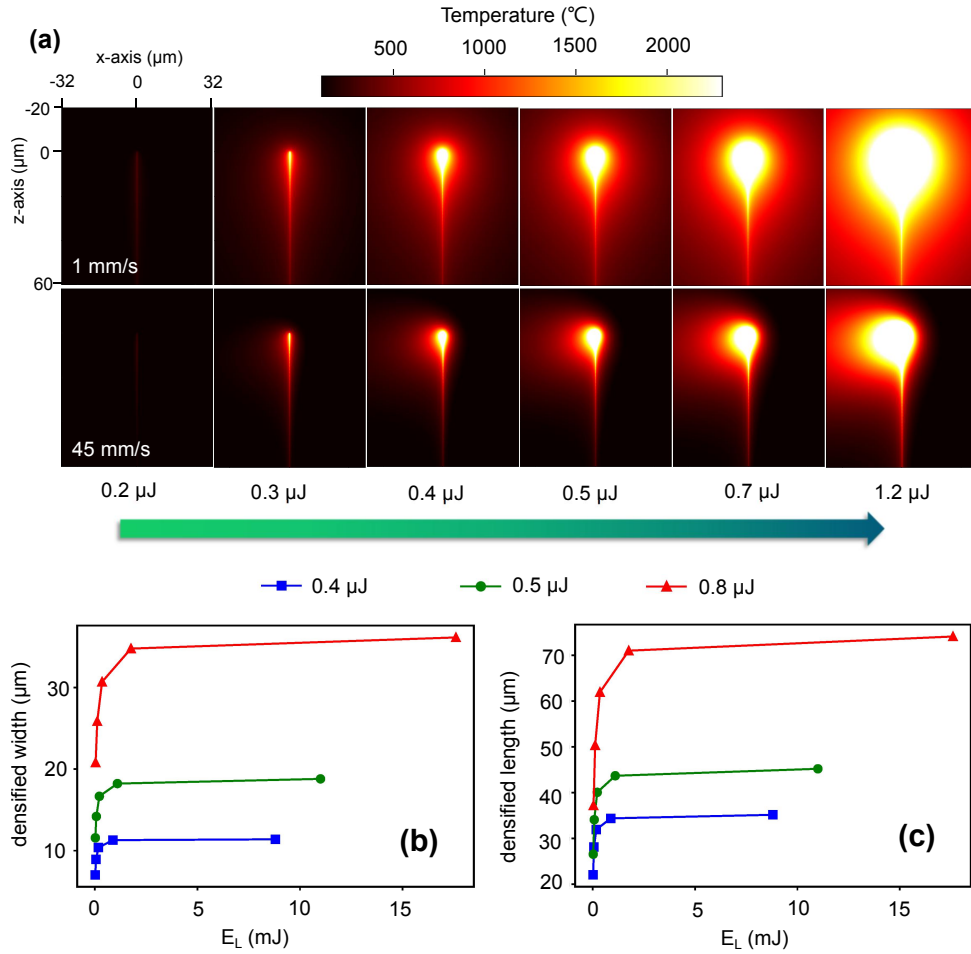 Temperature (℃)
(a)
x-axis (µm)
-32 0 32
500 1000 1500 2000
-20
0
60
z-axis (µm)
1 mm/s
45 mm/s
0.2 µJ 0.3 µJ 0.4 µJ 0.5 µJ 0.7 µJ 1.2 µJ
0.4 µJ 0.5 µJ 0.8 µJ
densified width (µm)
30
20
10
(b)
0 5 10 15
E_L (mJ)
densified length (µm)
70
60
50
40
30
20
(c)
0 5 10 15
E_L (mJ)